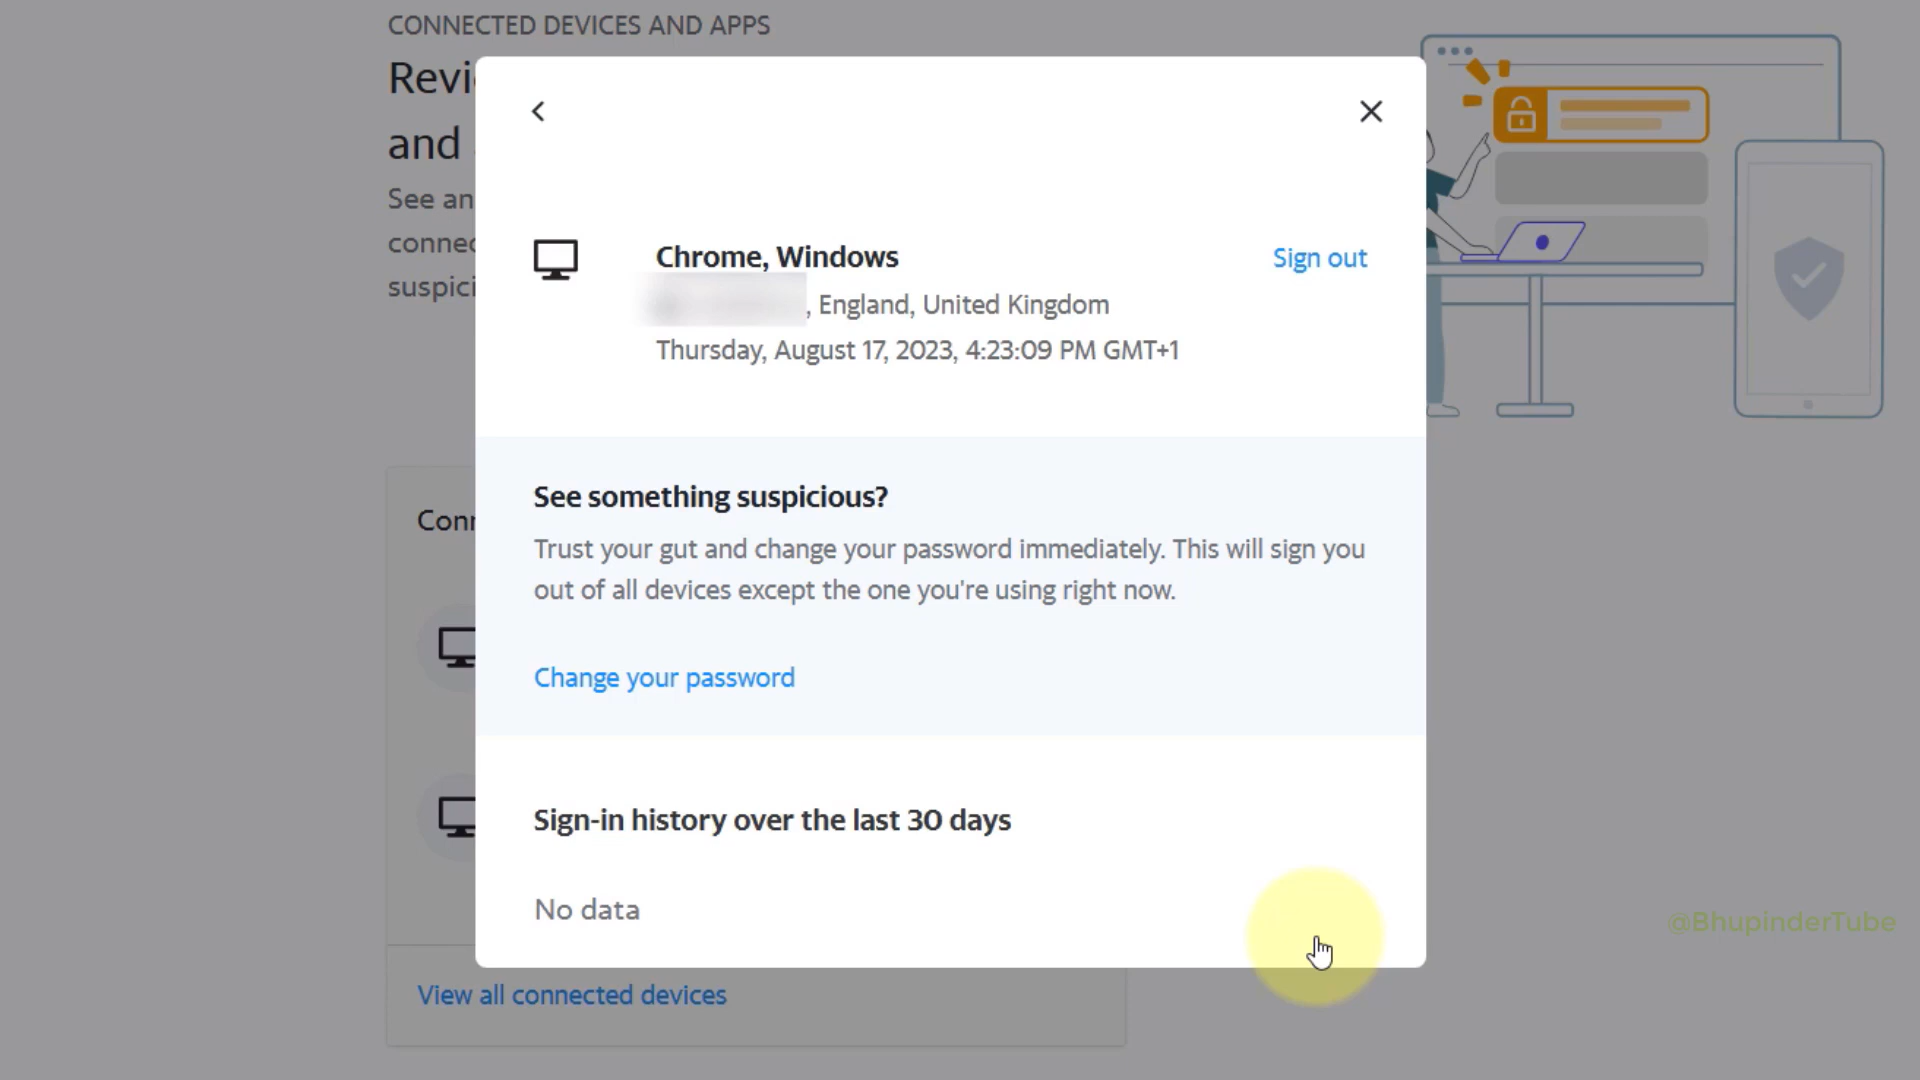 CONNECTED DEVICES AND APPS
Revi
and
See an
connec
suspici
Chrome, Windows
Sign out
, England, United Kingdom
Thursday, August 17, 2023, 4:23:09 PM GMT+1
See something suspicious?
Trust your gut and change your password immediately. This will sign you
out of all devices except the one you're using right now.
Change your password
Conn
Sign-in history over the last 30 days
No data
@BhupinderTube
View all connected devices